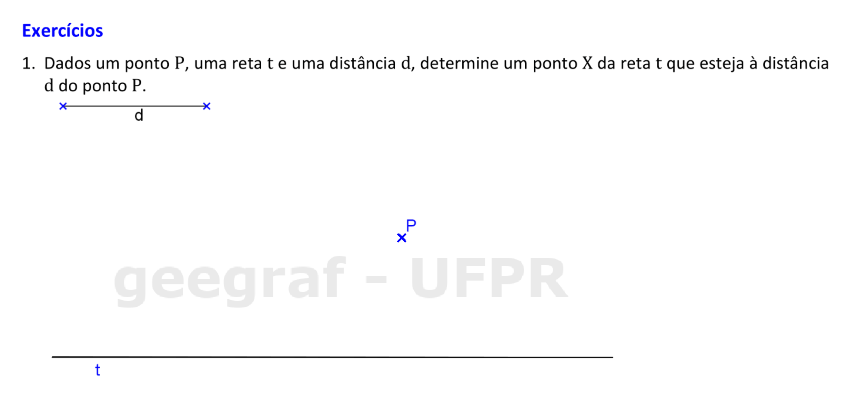 Exercícios
1. Dados um ponto P, uma reta t e uma distância d, determine um ponto X da reta t que esteja à distância
d do ponto P.
d
P
geegraf - UFPR
t